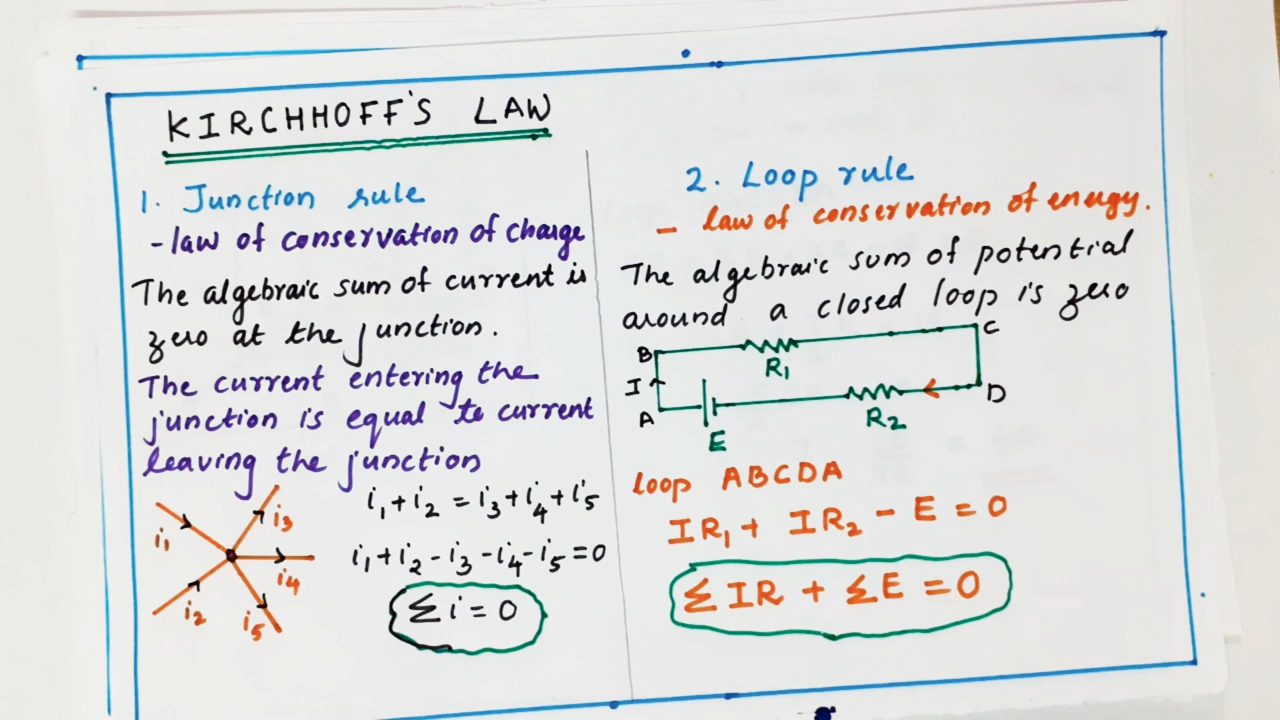 KIRCHHOFF'S LAW
1. Junction rule
- law of conservation of charge
The algebraic sum of current is
zero at the junction.
The current entering the
junction is equal to current
leaving the junction
i₁ + i₂ = i₃ + i₄ + i₅
i₁ + i₂ - i₃ - i₄ - i₅ = 0
Σ i = 0
i₁
i₂
i₃
i₄
i₅
2. Loop rule
- law of conservation of energy.
The algebraic sum of potential
around a closed loop is zero
B
R₁
C
I
A
E
R₂
D
loop ABCDA
IR₁ + IR₂ - E = 0
Σ IR + Σ E = 0